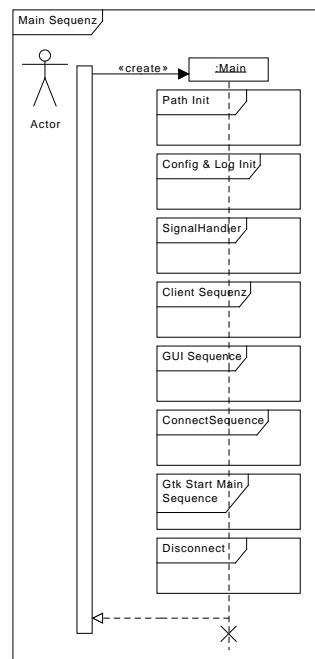 Main Sequenz
«create»
:Main
Actor
Path Init
Config & Log Init
SignalHandler
Client Sequenz
GUI Sequence
ConnectSequence
Gtk Start Main
Sequence
Disconnect